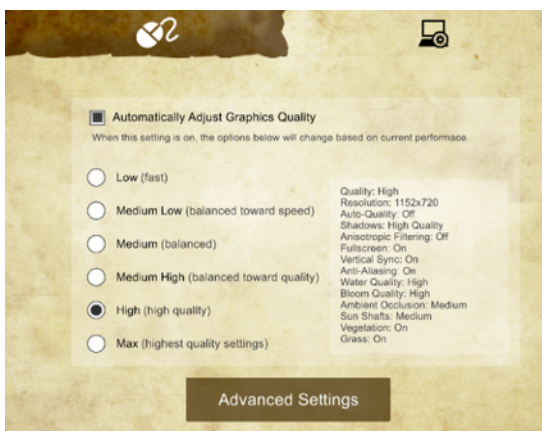 Automatically Adjust Graphics Quality
When this setting is on, the options below will change based on current performace.
Low (fast)
Medium Low (balanced toward speed)
Medium (balanced)
Medium High (balanced toward quality)
High (high quality)
Max (highest quality settings)
Quality: High
Resolution: 1152x720
Auto-Quality: Off
Shadows: High Quality
Anisotropic Filtering: Off
Fullscreen: On
Vertical Sync: On
Anti-Aliasing: On
Water Quality: High
Bloom Quality: High
Ambient Occlusion: Medium
Sun Shafts: Medium
Vegetation: On
Grass: On
Advanced Settings